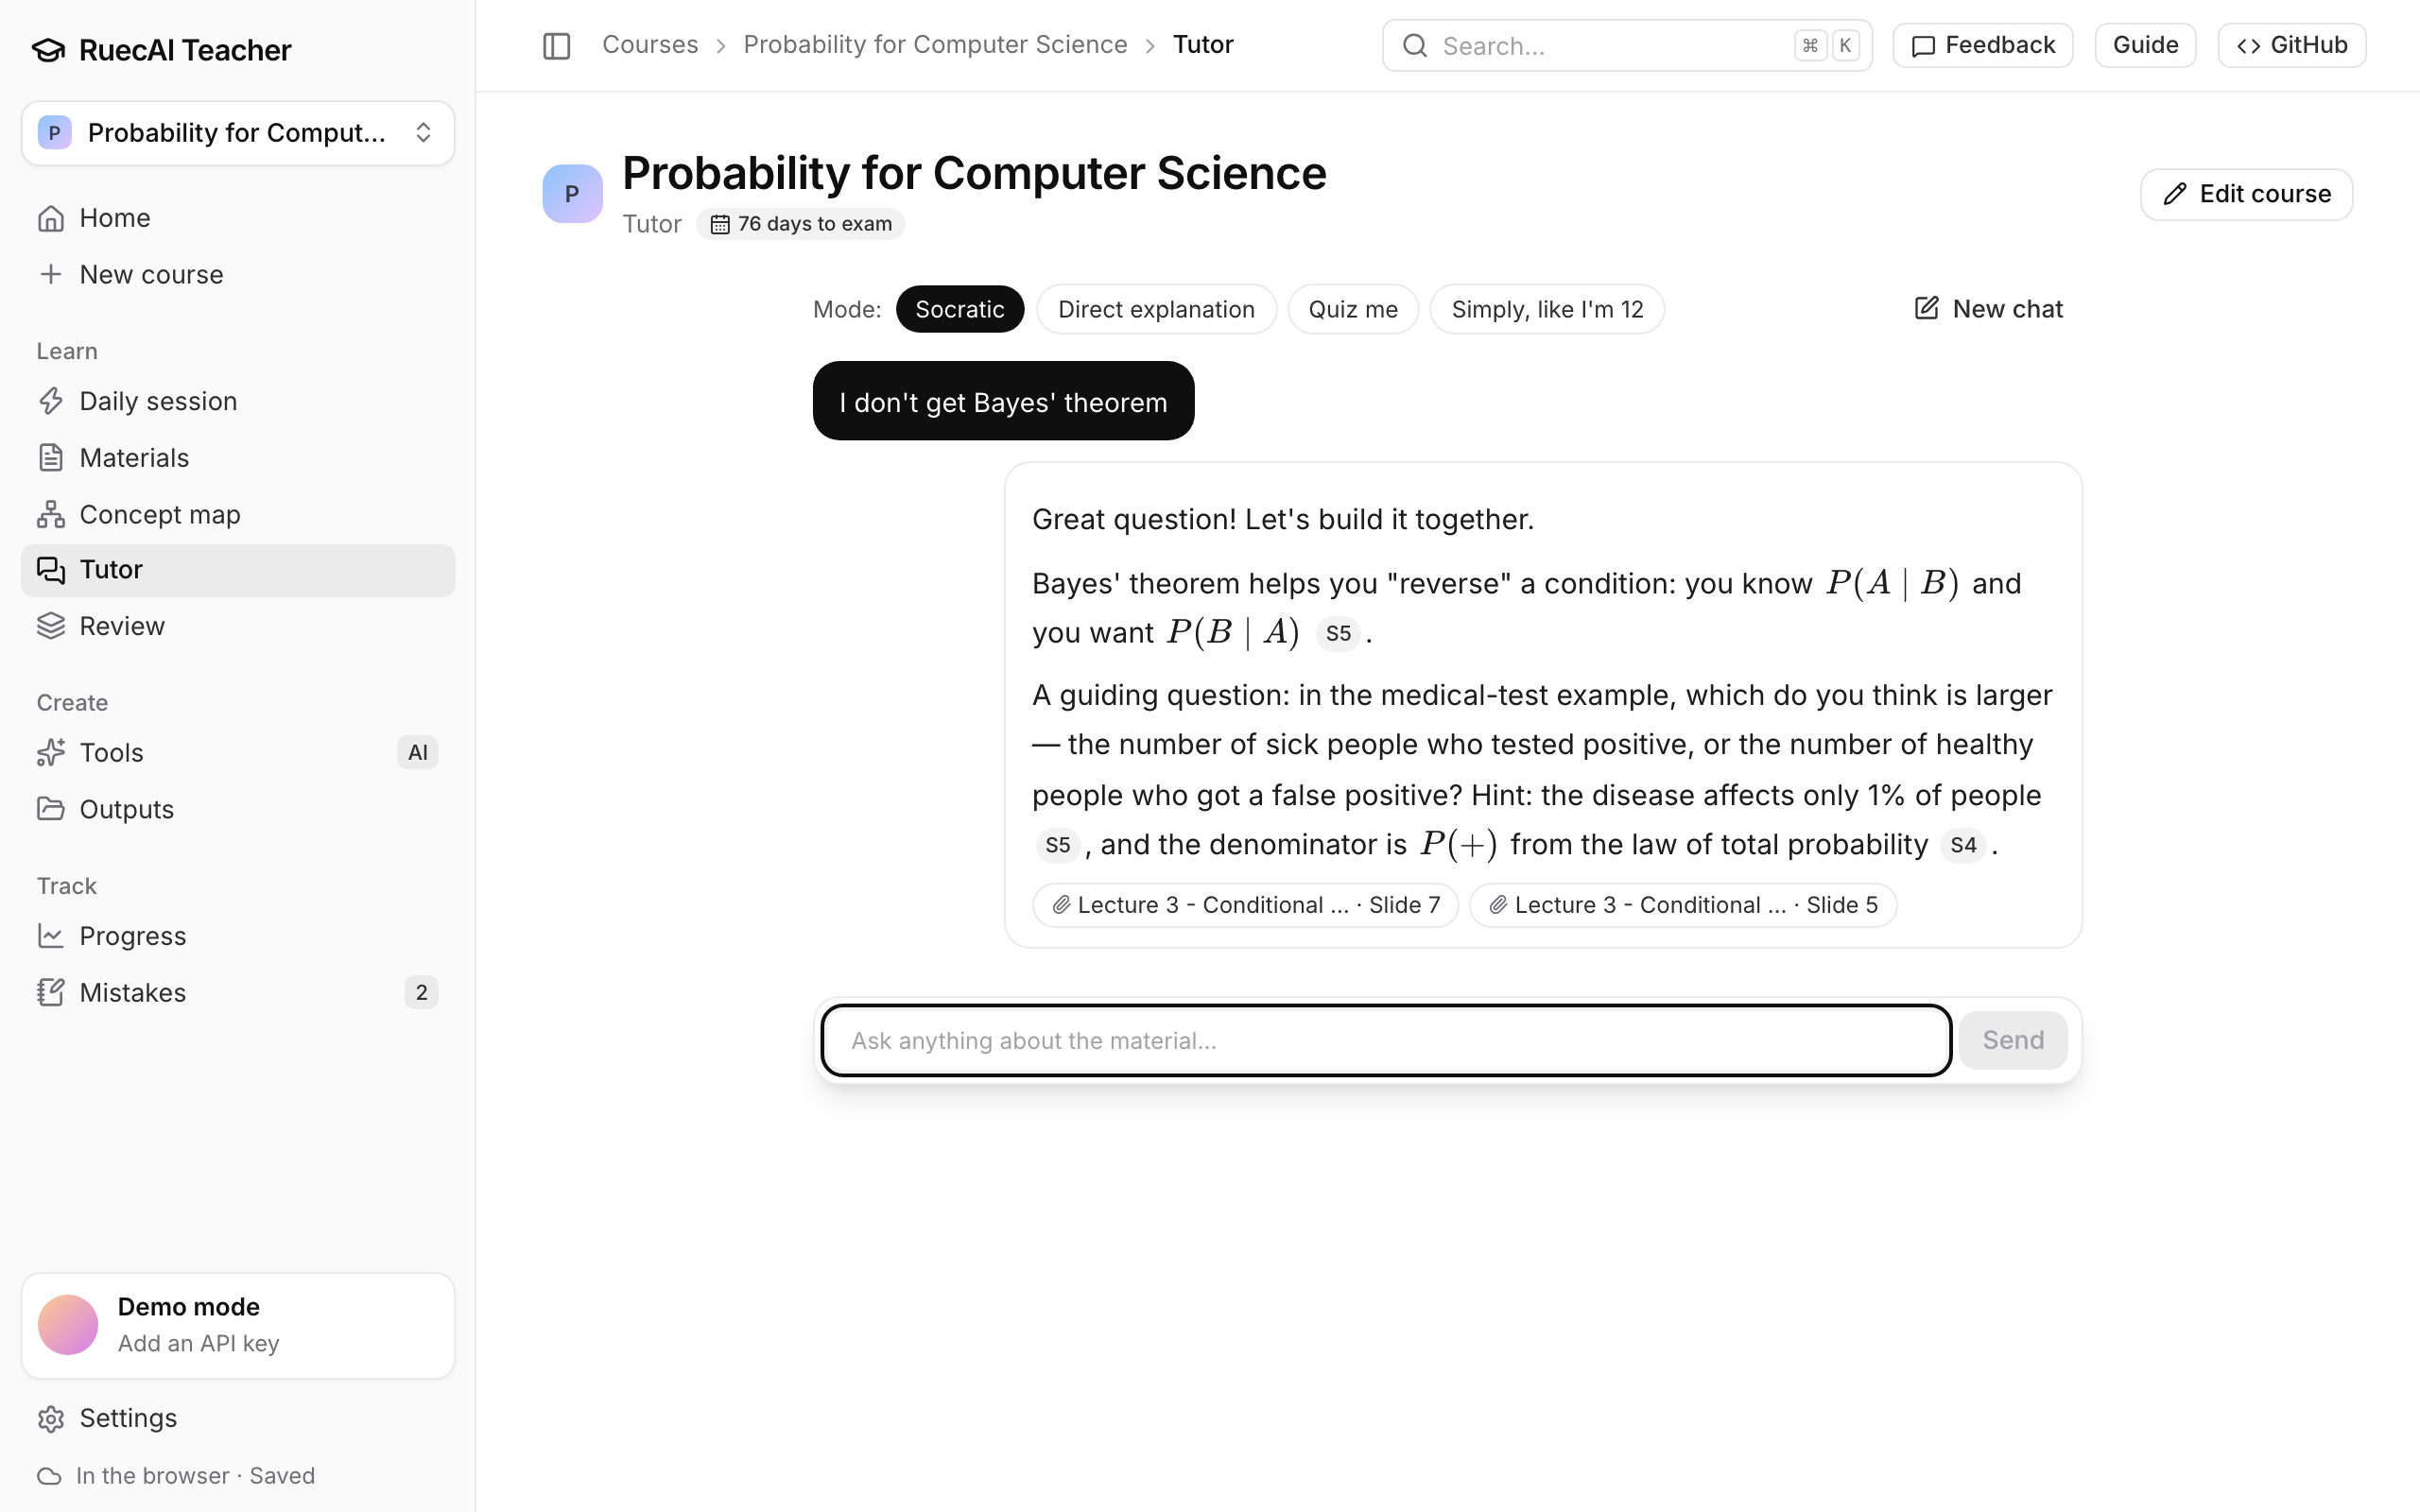 RuecAI Teacher
P Probability for Comput...
Home
New course
Learn
Daily session
Materials
Concept map
Tutor
Review
Create
Tools AI
Outputs
Track
Progress
Mistakes 2
Demo mode
Add an API key
Settings
In the browser · Saved
Courses > Probability for Computer Science > Tutor
Search... ⌘ K
Feedback
Guide
GitHub
P
Probability for Computer Science
Tutor 76 days to exam
Edit course
Mode: Socratic Direct explanation Quiz me Simply, like I'm 12
New chat
I don't get Bayes' theorem
Great question! Let's build it together.
Bayes' theorem helps you "reverse" a condition: you know P(A | B) and
you want P(B | A) S5 .
A guiding question: in the medical-test example, which do you think is larger
— the number of sick people who tested positive, or the number of healthy
people who got a false positive? Hint: the disease affects only 1% of people
S5 , and the denominator is P(+) from the law of total probability S4 .
Lecture 3 - Conditional ... · Slide 7 Lecture 3 - Conditional ... · Slide 5
Ask anything about the material...
Send